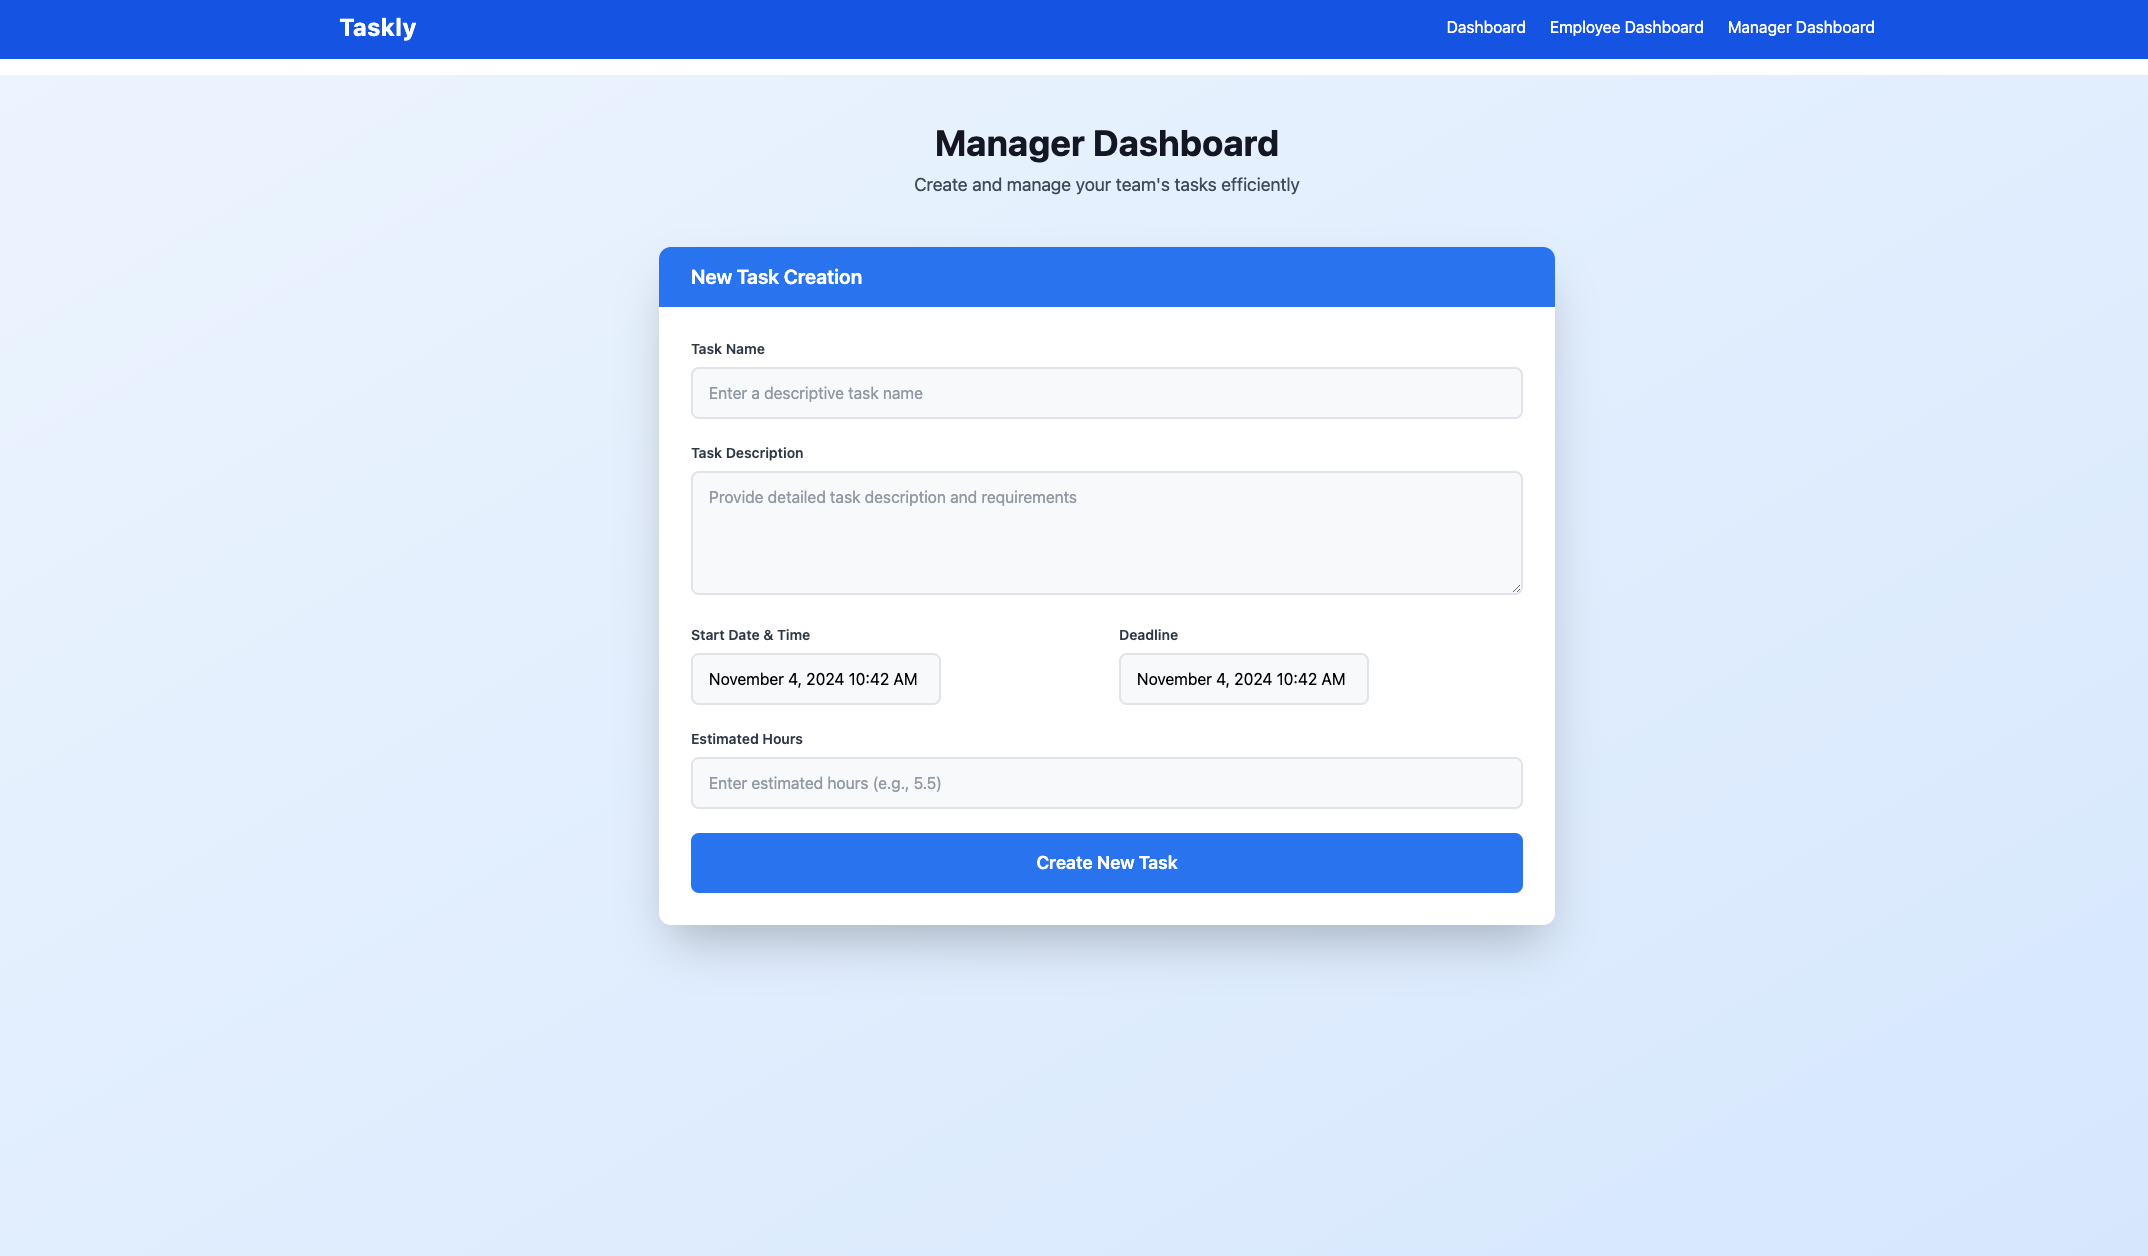 Taskly
Dashboard Employee Dashboard Manager Dashboard
Manager Dashboard
Create and manage your team's tasks efficiently
New Task Creation
Task Name
Enter a descriptive task name
Task Description
Provide detailed task description and requirements
Start Date & Time
November 4, 2024 10:42 AM
Deadline
November 4, 2024 10:42 AM
Estimated Hours
Enter estimated hours (e.g., 5.5)
Create New Task